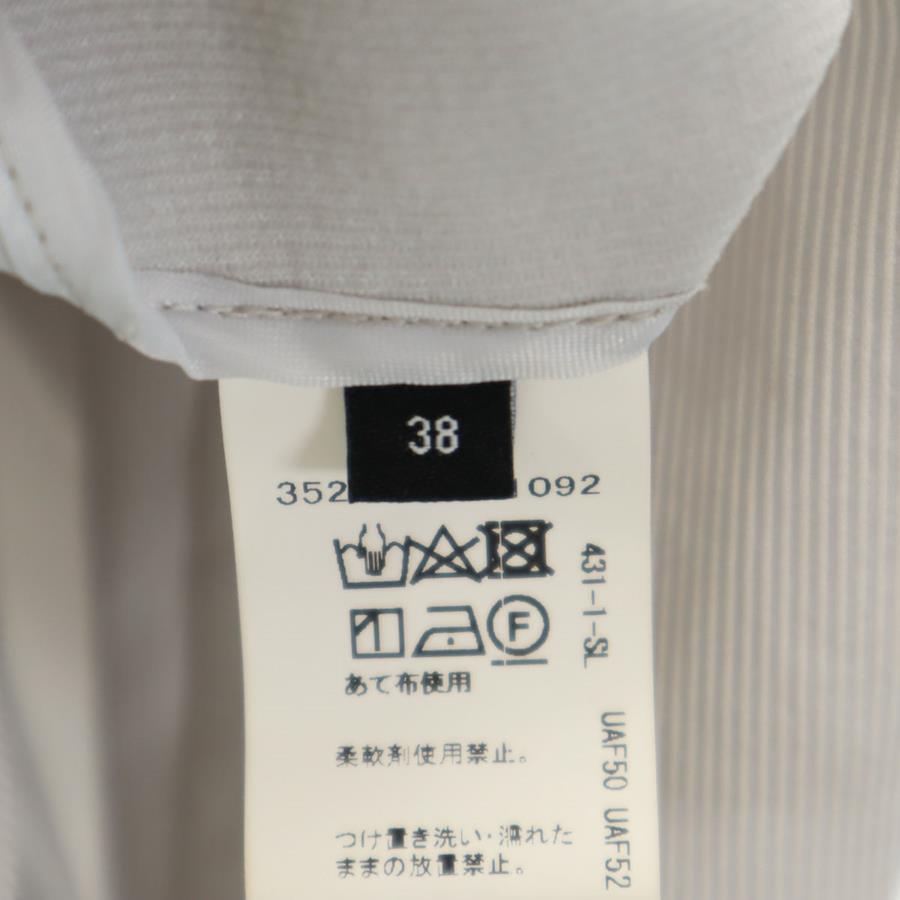 38
352 1092
F
あて布使用
柔軟剤使用禁止。
つけ置き洗い・濡れた
ままの放置禁止。
431-1-SL
UAF50 UAF52